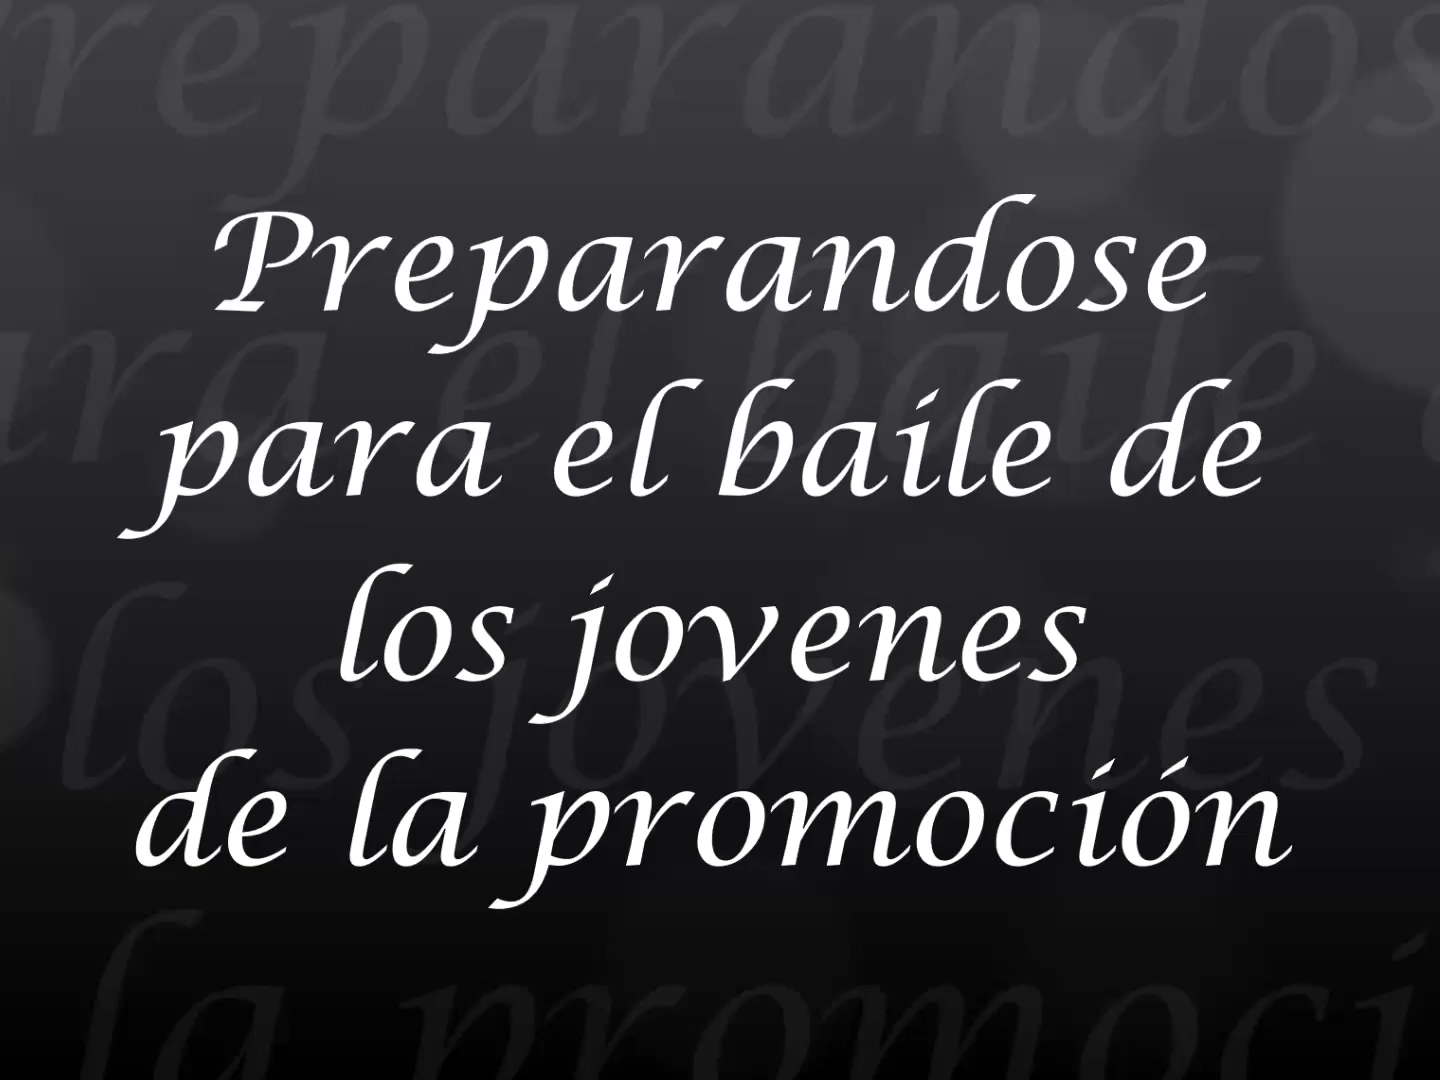 Preparandose
para el baile de
los jovenes
de la promoción